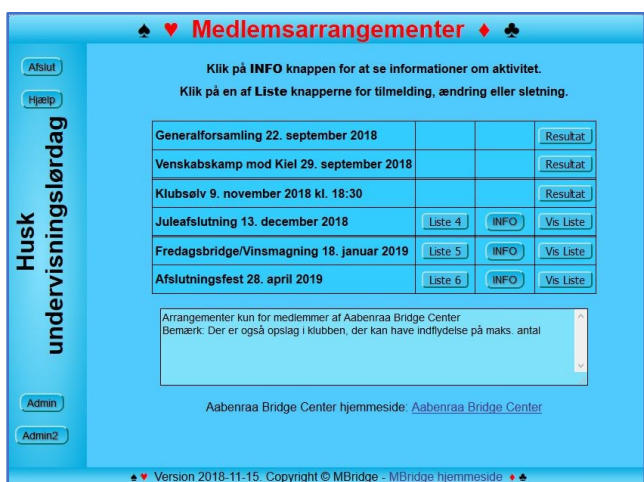 ♠ ♥ Medlemsarrangementer ♦ ♣
Afslut
Hjælp
Husk
undervisningslørdag
Admin
Admin2
Klik på INFO knappen for at se informationer om aktivitet.
Klik på en af Liste knapperne for tilmelding, ændring eller sletning.
Generalforsamling 22. september 2018 Resultat
Venskabskamp mod Kiel 29. september 2018 Resultat
Klubsølv 9. november 2018 kl. 18:30 Resultat
Juleafslutning 13. december 2018 Liste 4 INFO Vis Liste
Fredagsbridge/Vinsmagning 18. januar 2019 Liste 5 INFO Vis Liste
Afslutningsfest 28. april 2019 Liste 6 INFO Vis Liste
Arrangementer kun for medlemmer af Aabenraa Bridge Center
Bemærk: Der er også opslag i klubben, der kan have indflydelse på maks. antal
Aabenraa Bridge Center hjemmeside: Aabenraa Bridge Center
♠ ♥ Version 2018-11-15. Copyright © MBridge - MBridge hjemmeside ♦ ♣